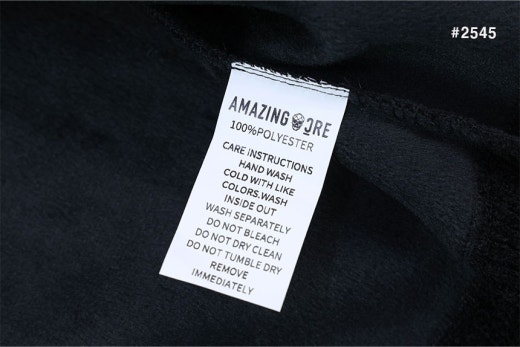 #2545
AMAZING CORE
100%POLYESTER
CARE INSTRUCTIONS
HAND WASH
COLD WITH LIKE
COLORS.WASH
INSIDE OUT
WASH SEPARATELY
DO NOT BLEACH
DO NOT DRY CLEAN
DO NOT TUMBLE DRY
REMOVE
IMMEDIATELY